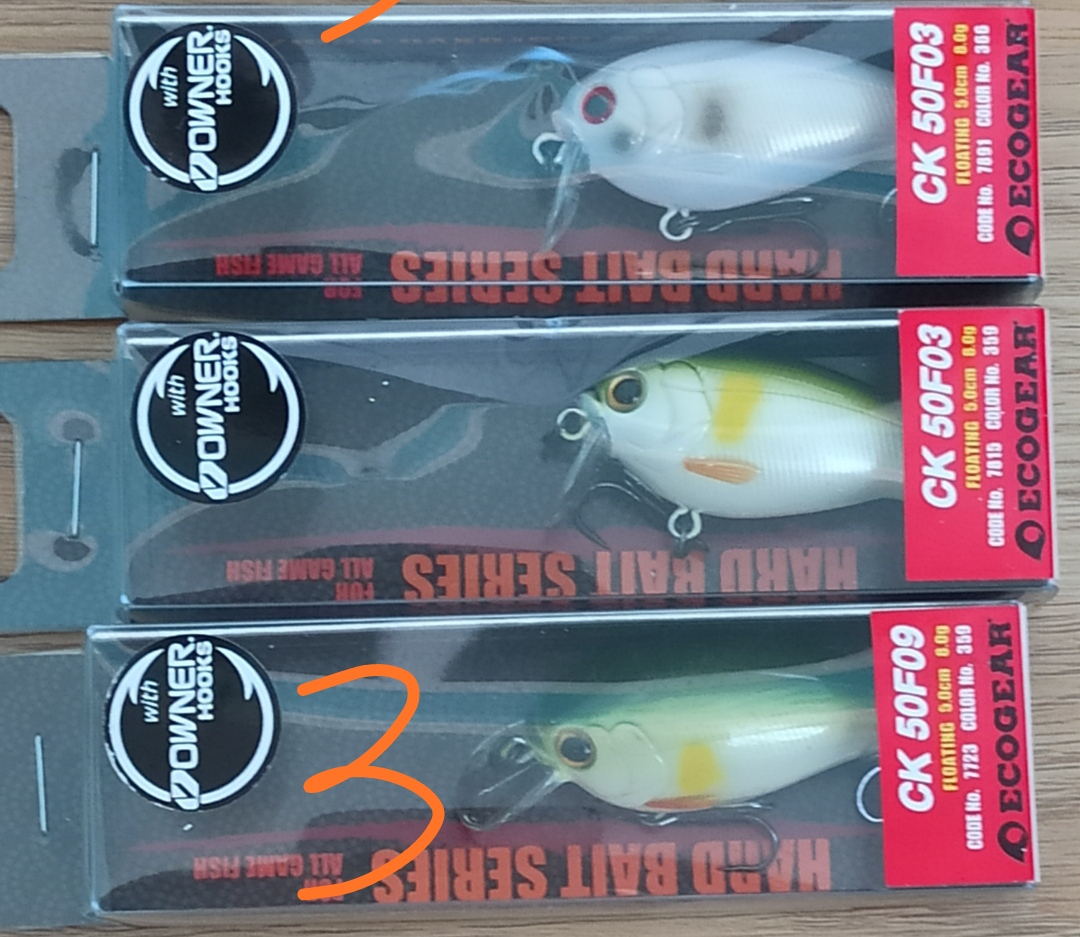 with
OWNER
HOOKS
CK 50F03
FLOATING 5.0cm 8.0g
CODE No. 7891 COLOR No. 366
ECOGEAR
HARD BAIT SERIES
FOR
ALL GAME FISH
with
OWNER
HOOKS
CK 50F03
FLOATING 5.0cm 8.0g
CODE No. 7815 COLOR No. 359
ECOGEAR
HARD BAIT SERIES
FOR
ALL GAME FISH
3
with
OWNER
HOOKS
CK 50F09
FLOATING 5.0cm 8.0g
CODE No. 7723 COLOR No. 359
ECOGEAR
HARD BAIT SERIES
FOR
ALL GAME FISH